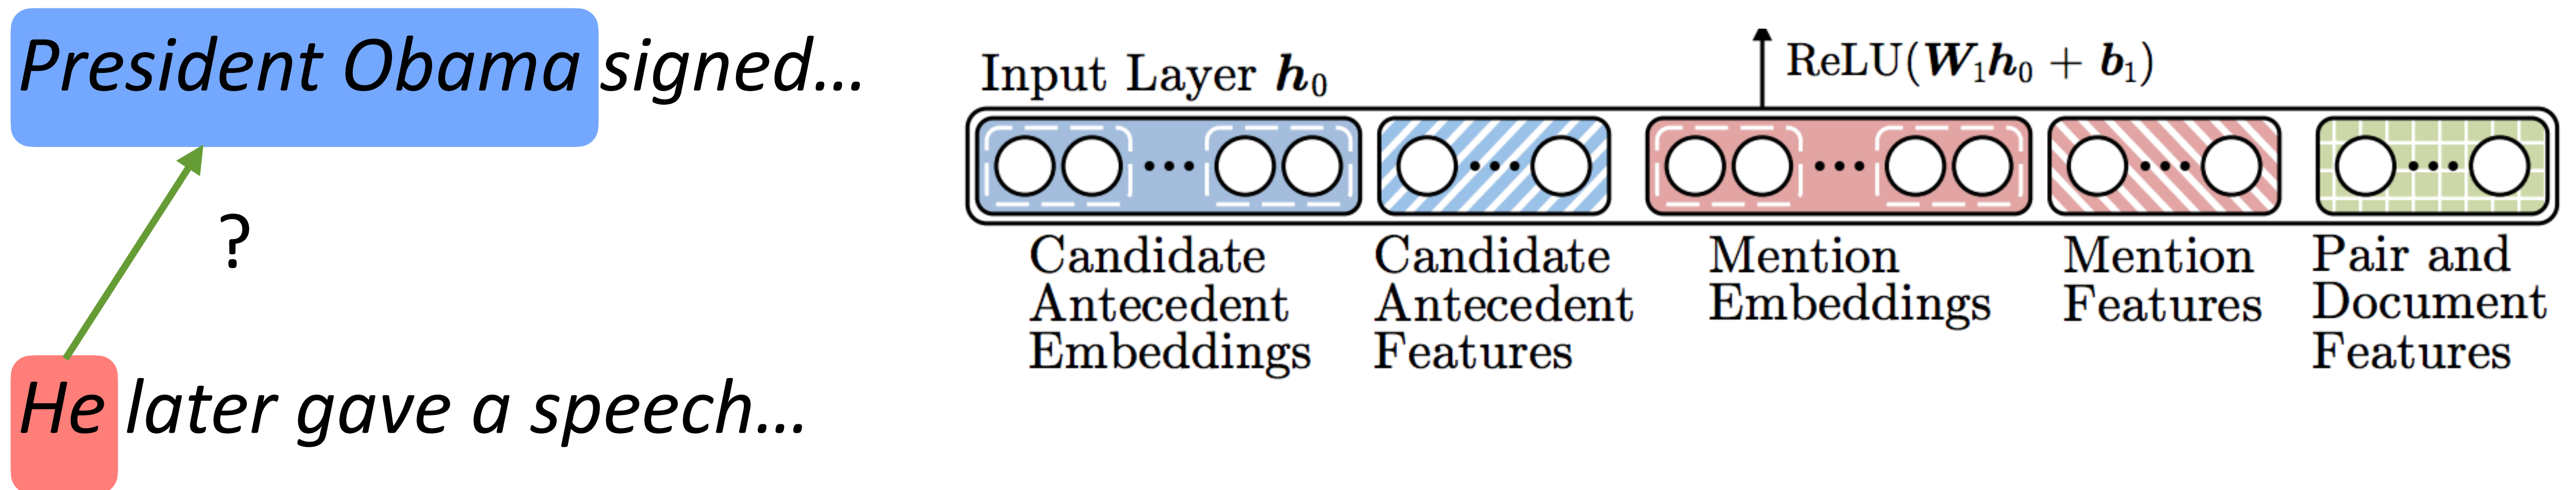 President Obama signed...
?
He later gave a speech...
Input Layer h₀
ReLU(W₁h₀ + b₁)
Candidate Antecedent Embeddings
Candidate Antecedent Features
Mention Embeddings
Mention Features
Pair and Document Features